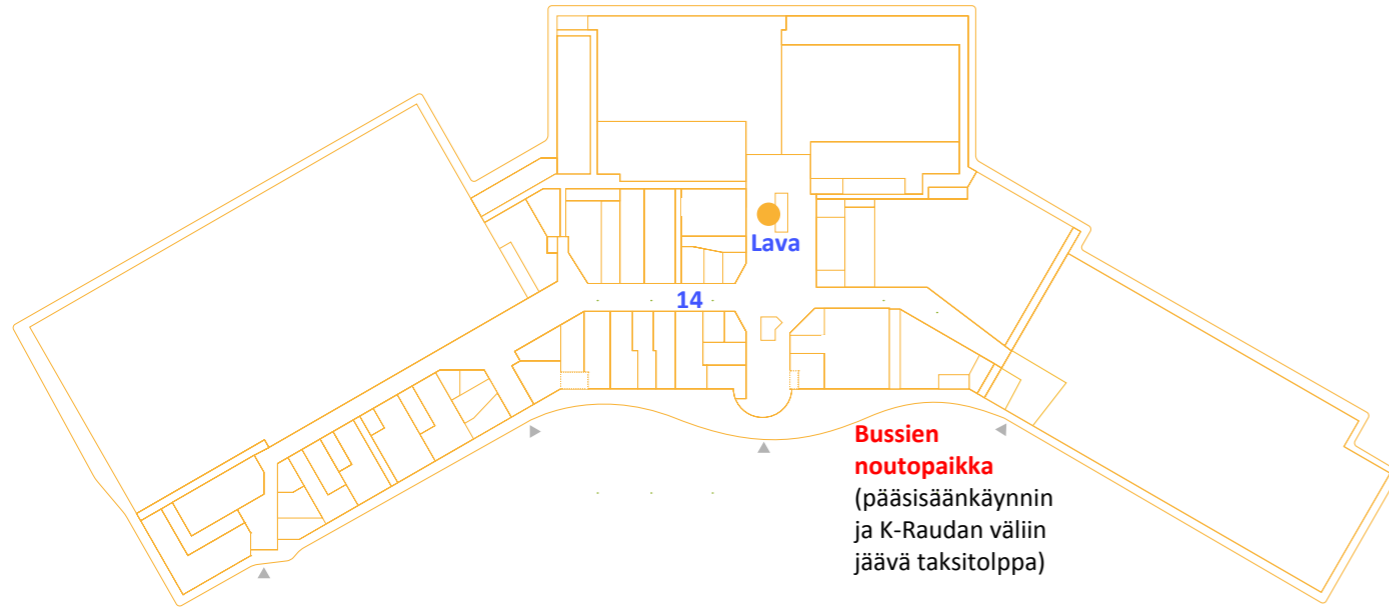 Lava
14
Bussien
noutopaikka
(pääsisäänkäynnin
ja K-Raudan väliin
jäävä taksitolppa)